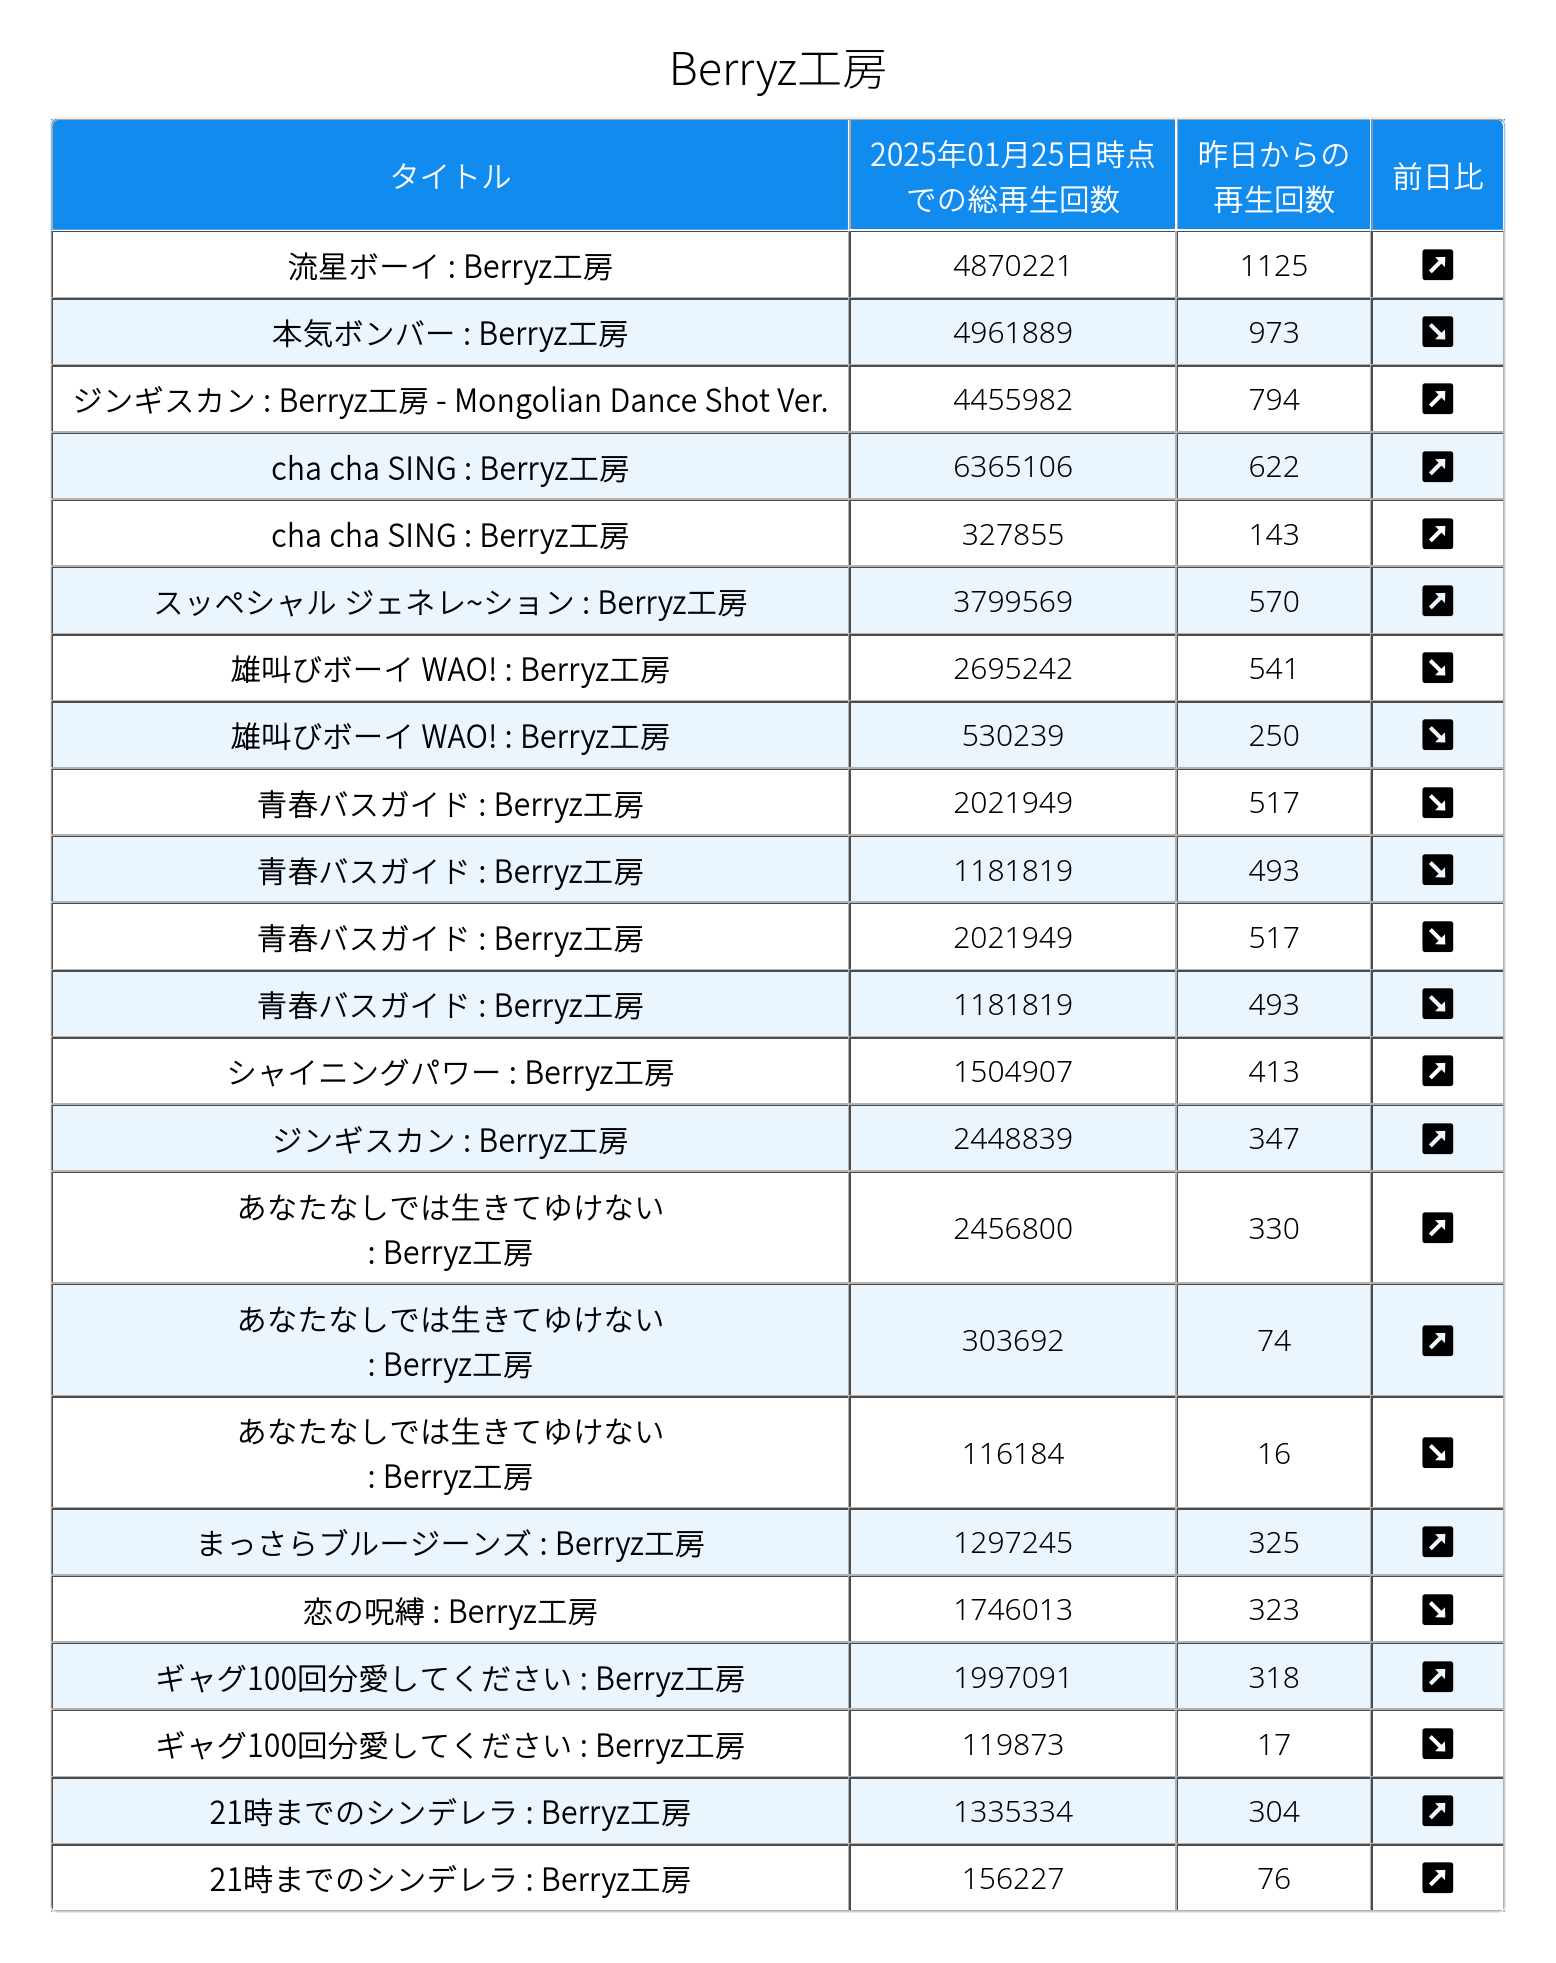 Berryz工房
タイトル
2025年01月25日時点
での総再生回数
昨日からの
再生回数
前日比
流星ボーイ : Berryz工房 4870221 1125
本気ボンバー : Berryz工房 4961889 973
ジンギスカン : Berryz工房 - Mongolian Dance Shot Ver. 4455982 794
cha cha SING : Berryz工房 6365106 622
cha cha SING : Berryz工房 327855 143
スッペシャル ジェネレ~ション : Berryz工房 3799569 570
雄叫びボーイ WAO! : Berryz工房 2695242 541
雄叫びボーイ WAO! : Berryz工房 530239 250
青春バスガイド : Berryz工房 2021949 517
青春バスガイド : Berryz工房 1181819 493
青春バスガイド : Berryz工房 2021949 517
青春バスガイド : Berryz工房 1181819 493
シャイニングパワー : Berryz工房 1504907 413
ジンギスカン : Berryz工房 2448839 347
あなたなしでは生きてゆけない
: Berryz工房 2456800 330
あなたなしでは生きてゆけない
: Berryz工房 303692 74
あなたなしでは生きてゆけない
: Berryz工房 116184 16
まっさらブルージーンズ : Berryz工房 1297245 325
恋の呪縛 : Berryz工房 1746013 323
ギャグ100回分愛してください : Berryz工房 1997091 318
ギャグ100回分愛してください : Berryz工房 119873 17
21時までのシンデレラ : Berryz工房 1335334 304
21時までのシンデレラ : Berryz工房 156227 76